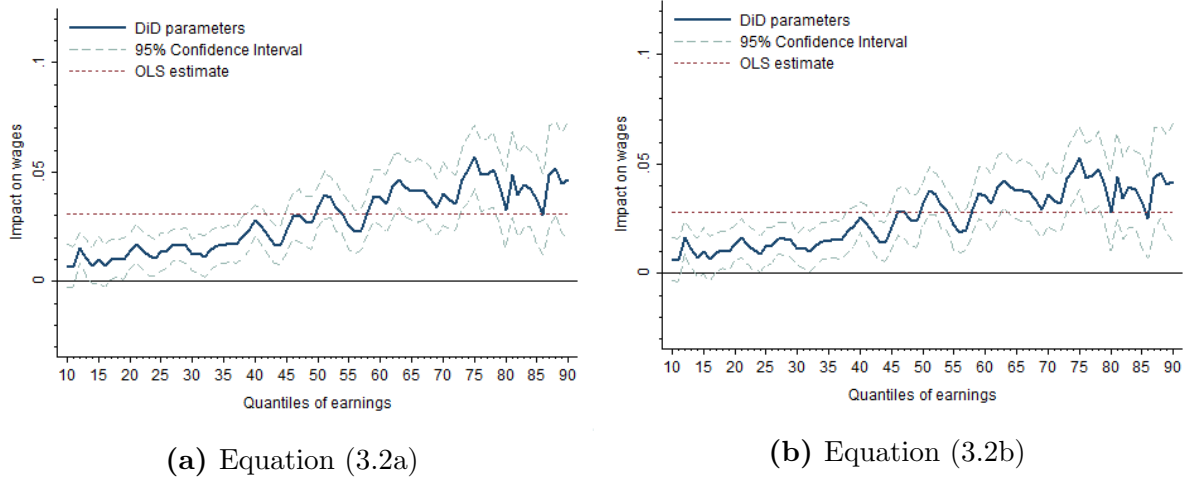 DiD parameters
95% Confidence Interval
OLS estimate
.1
.05
0
Impact on wages
10 15 20 25 30 35 40 45 50 55 60 65 70 75 80 85 90
Quantiles of earnings
(a) Equation (3.2a)
DiD parameters
95% Confidence Interval
OLS estimate
.1
.05
0
Impact on wages
10 15 20 25 30 35 40 45 50 55 60 65 70 75 80 85 90
Quantiles of earnings
(b) Equation (3.2b)